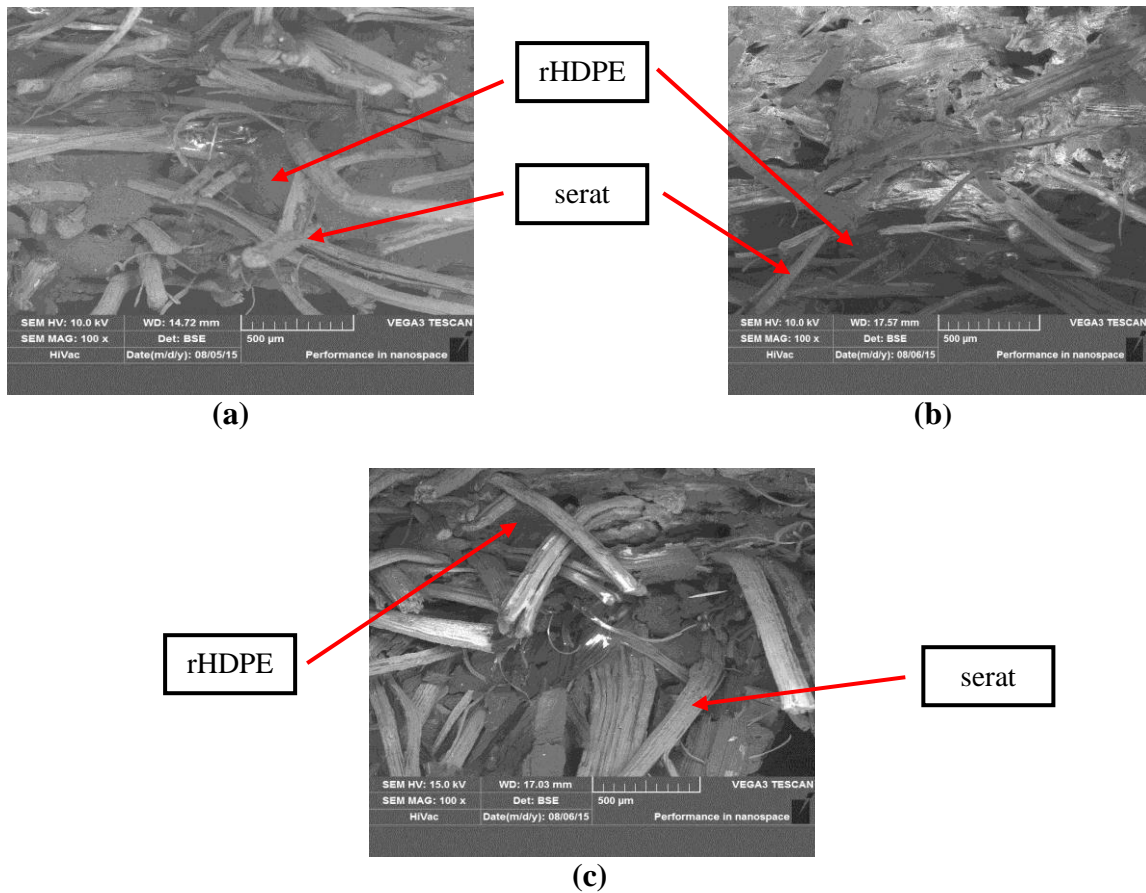 rHDPE
serat
SEM HV: 10.0 kV WD: 14.72 mm VEGA3 TESCAN
SEM MAG: 100 x Det: BSE 500 µm
HiVac Date(m/d/y): 08/05/15 Performance in nanospace
(a)
SEM HV: 10.0 kV WD: 17.57 mm VEGA3 TESCAN
SEM MAG: 100 x Det: BSE 500 µm
HiVac Date(m/d/y): 08/06/15 Performance in nanospace
(b)
rHDPE
serat
SEM HV: 15.0 kV WD: 17.03 mm VEGA3 TESCAN
SEM MAG: 100 x Det: BSE 500 µm
HiVac Date(m/d/y): 08/06/15 Performance in nanospace
(c)